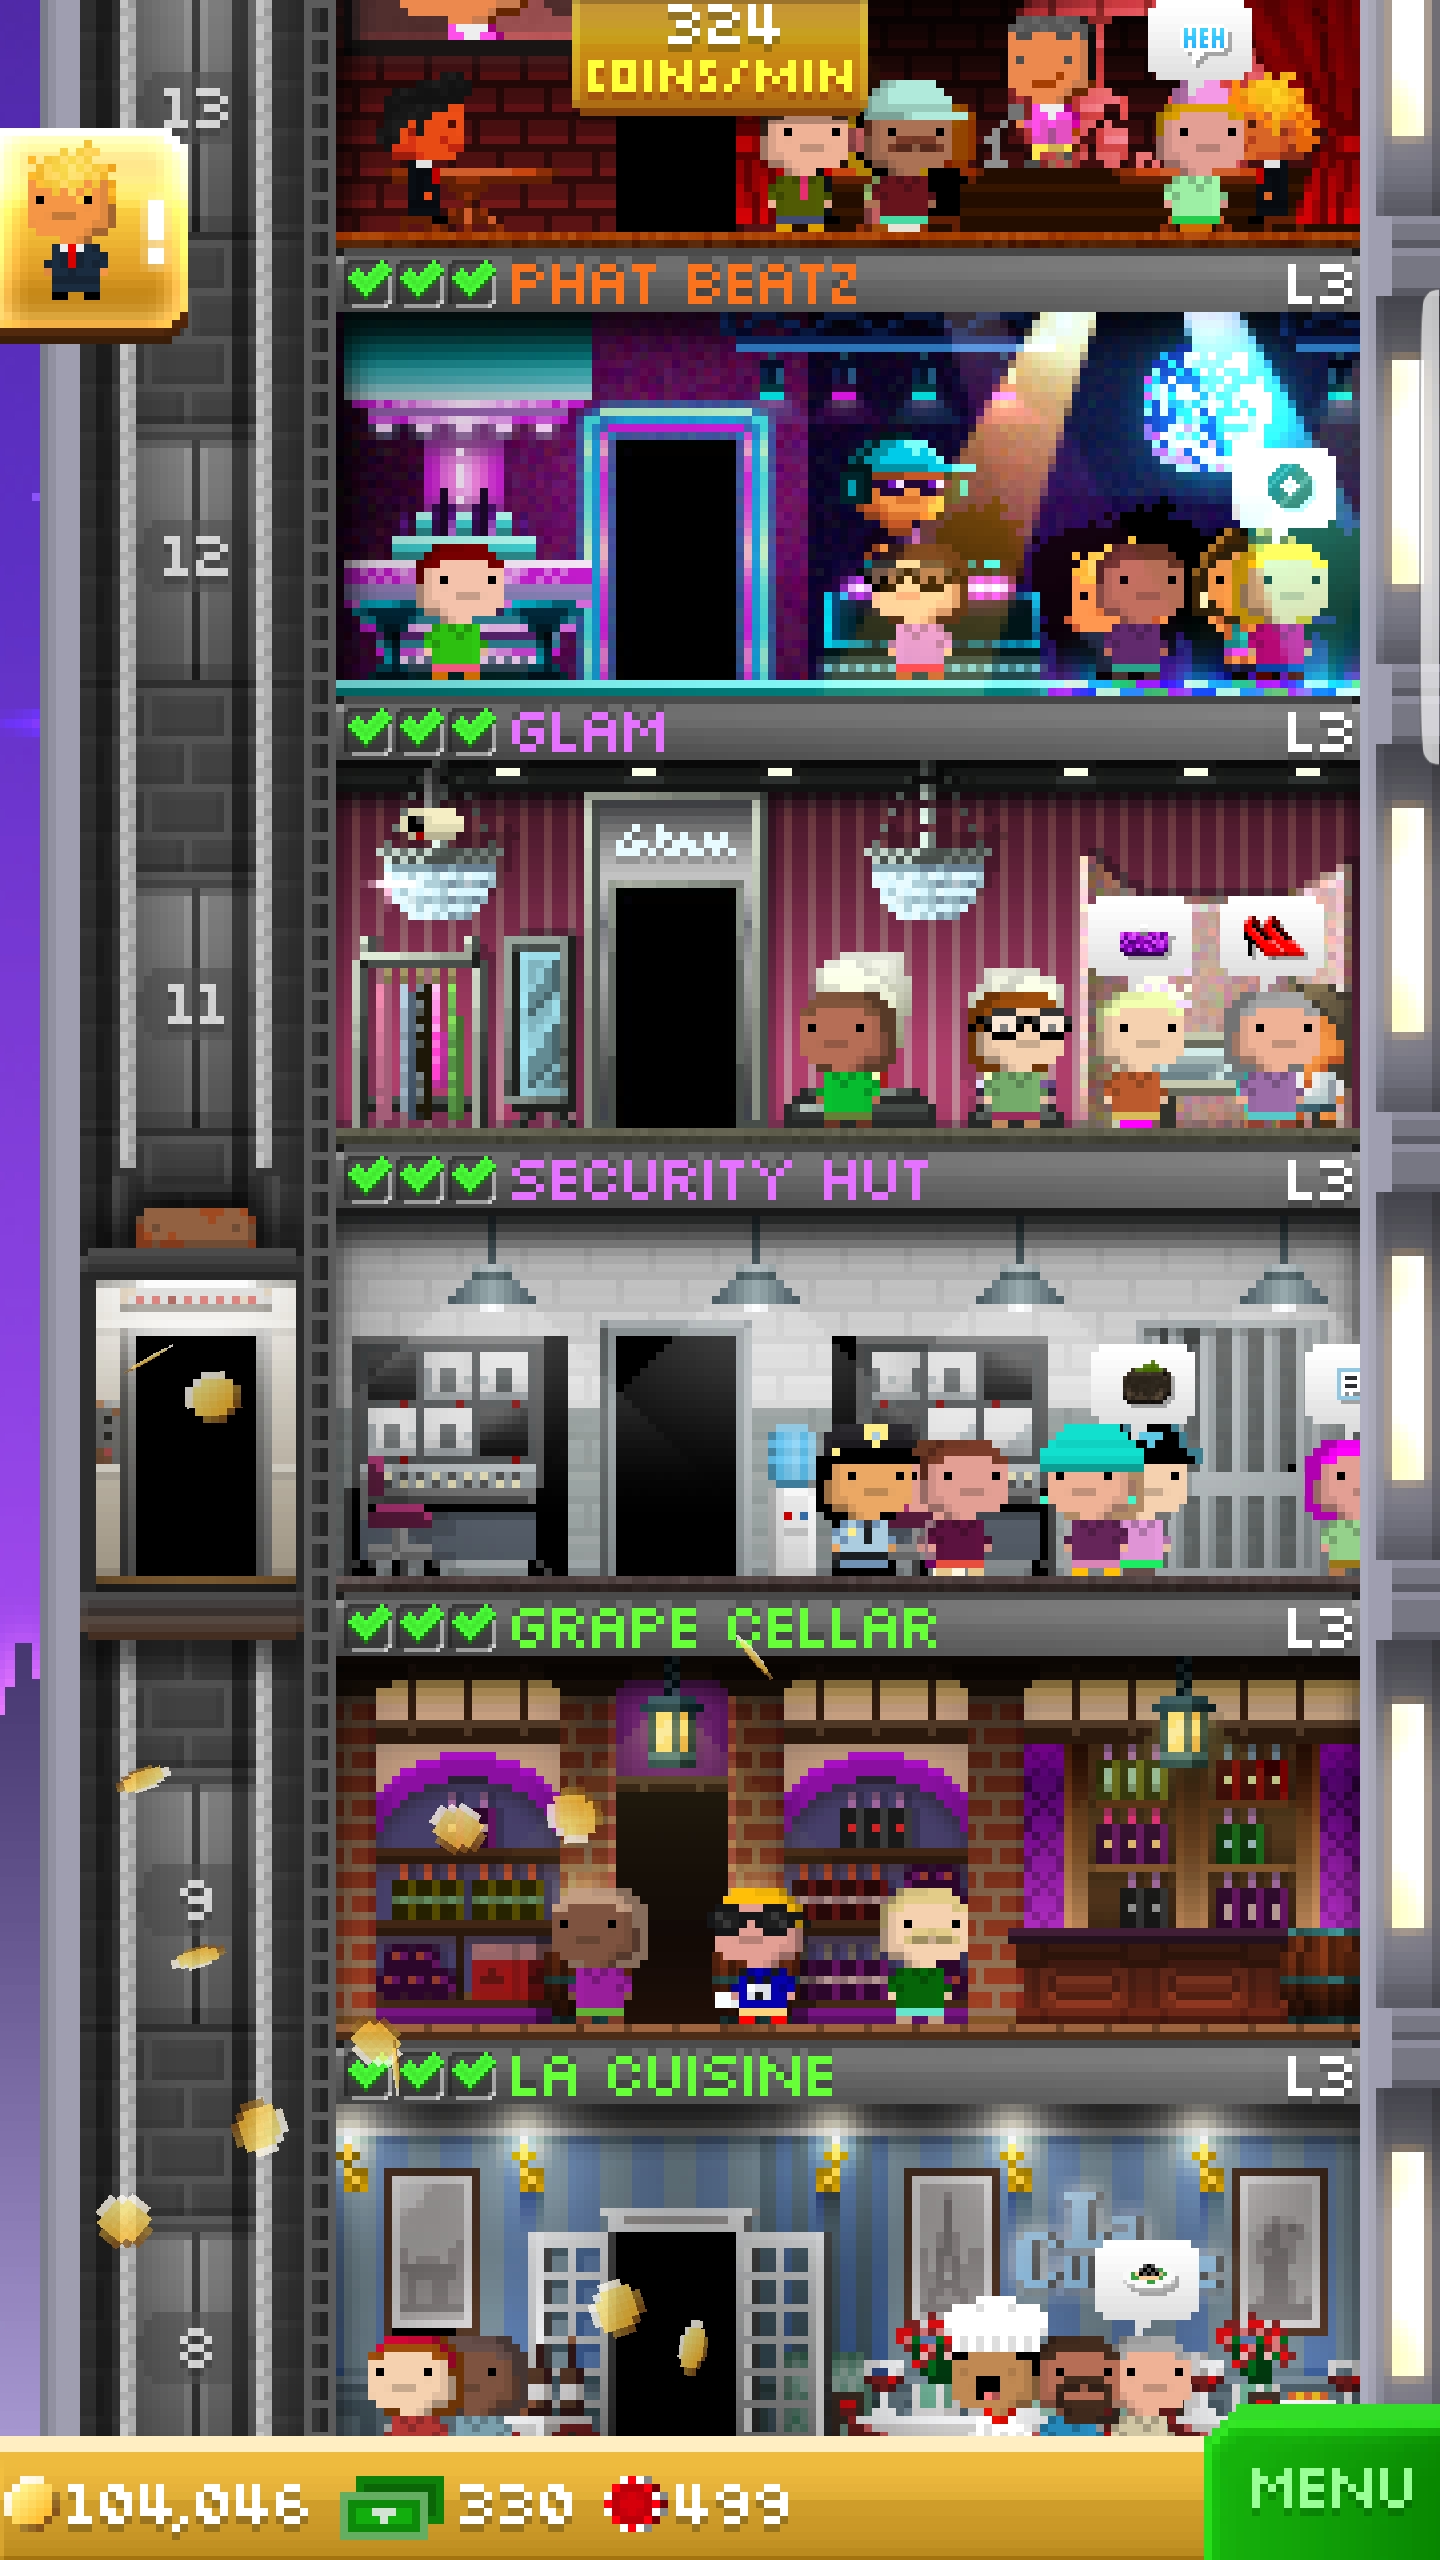 324
COINS/MIN
HEH
13
!
PHAT BEATZ
L3
12
GLAM
L3
Glam
11
SECURITY HUT
L3
GRAPE CELLAR
L3
9
LA CUISINE
L3
La
8
104,046
330
499
MENU